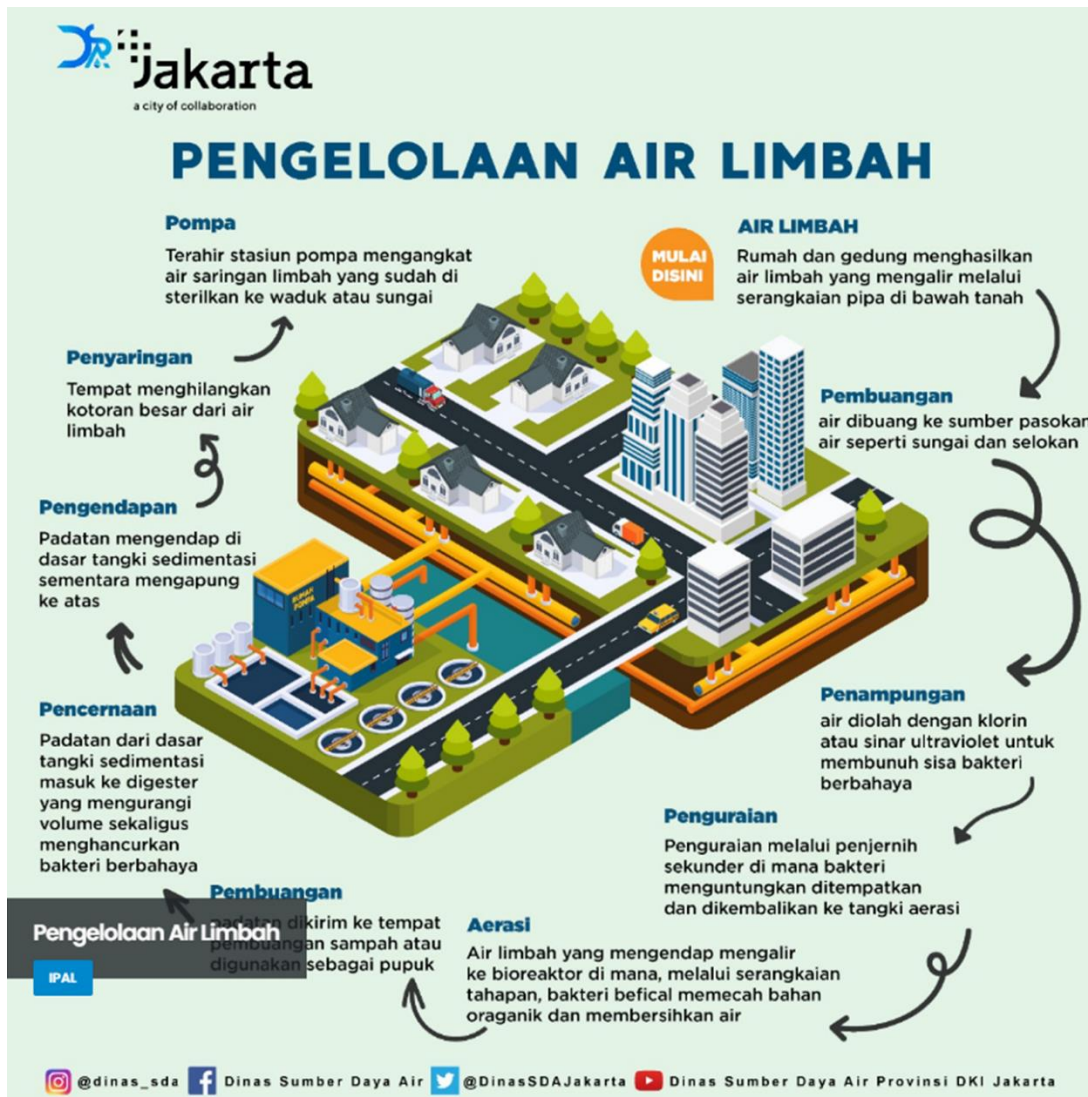 Jakarta
a city of collaboration
PENGELOLAAN AIR LIMBAH
MULAI
DISINI
AIR LIMBAH
Rumah dan gedung menghasilkan
air limbah yang mengalir melalui
serangkaian pipa di bawah tanah
Pembuangan
air dibuang ke sumber pasokan
air seperti sungai dan selokan
Penampungan
air diolah dengan klorin
atau sinar ultraviolet untuk
membunuh sisa bakteri
berbahaya
Penguraian
Penguraian melalui penjernih
sekunder di mana bakteri
menguntungkan ditempatkan
dan dikembalikan ke tangki aerasi
Aerasi
Air limbah yang mengendap mengalir
ke bioreaktor di mana, melalui serangkaian
tahapan, bakteri befical memecah bahan
oraganik dan membersihkan air
Pembuangan
padatan dikirim ke tempat
pembuangan sampah atau
digunakan sebagai pupuk
Pencernaan
Padatan dari dasar
tangki sedimentasi
masuk ke digester
yang mengurangi
volume sekaligus
menghancurkan
bakteri berbahaya
Pengendapan
Padatan mengendap di
dasar tangki sedimentasi
sementara mengapung
ke atas
Penyaringan
Tempat menghilangkan
kotoran besar dari air
limbah
Pompa
Terahir stasiun pompa mengangkat
air saringan limbah yang sudah di
sterilkan ke waduk atau sungai
RUMAH
POMPA
Pengelolaan Air Limbah
IPAL
@dinas_sda Dinas Sumber Daya Air @DinasSDAJakarta Dinas Sumber Daya Air Provinsi DKI Jakarta